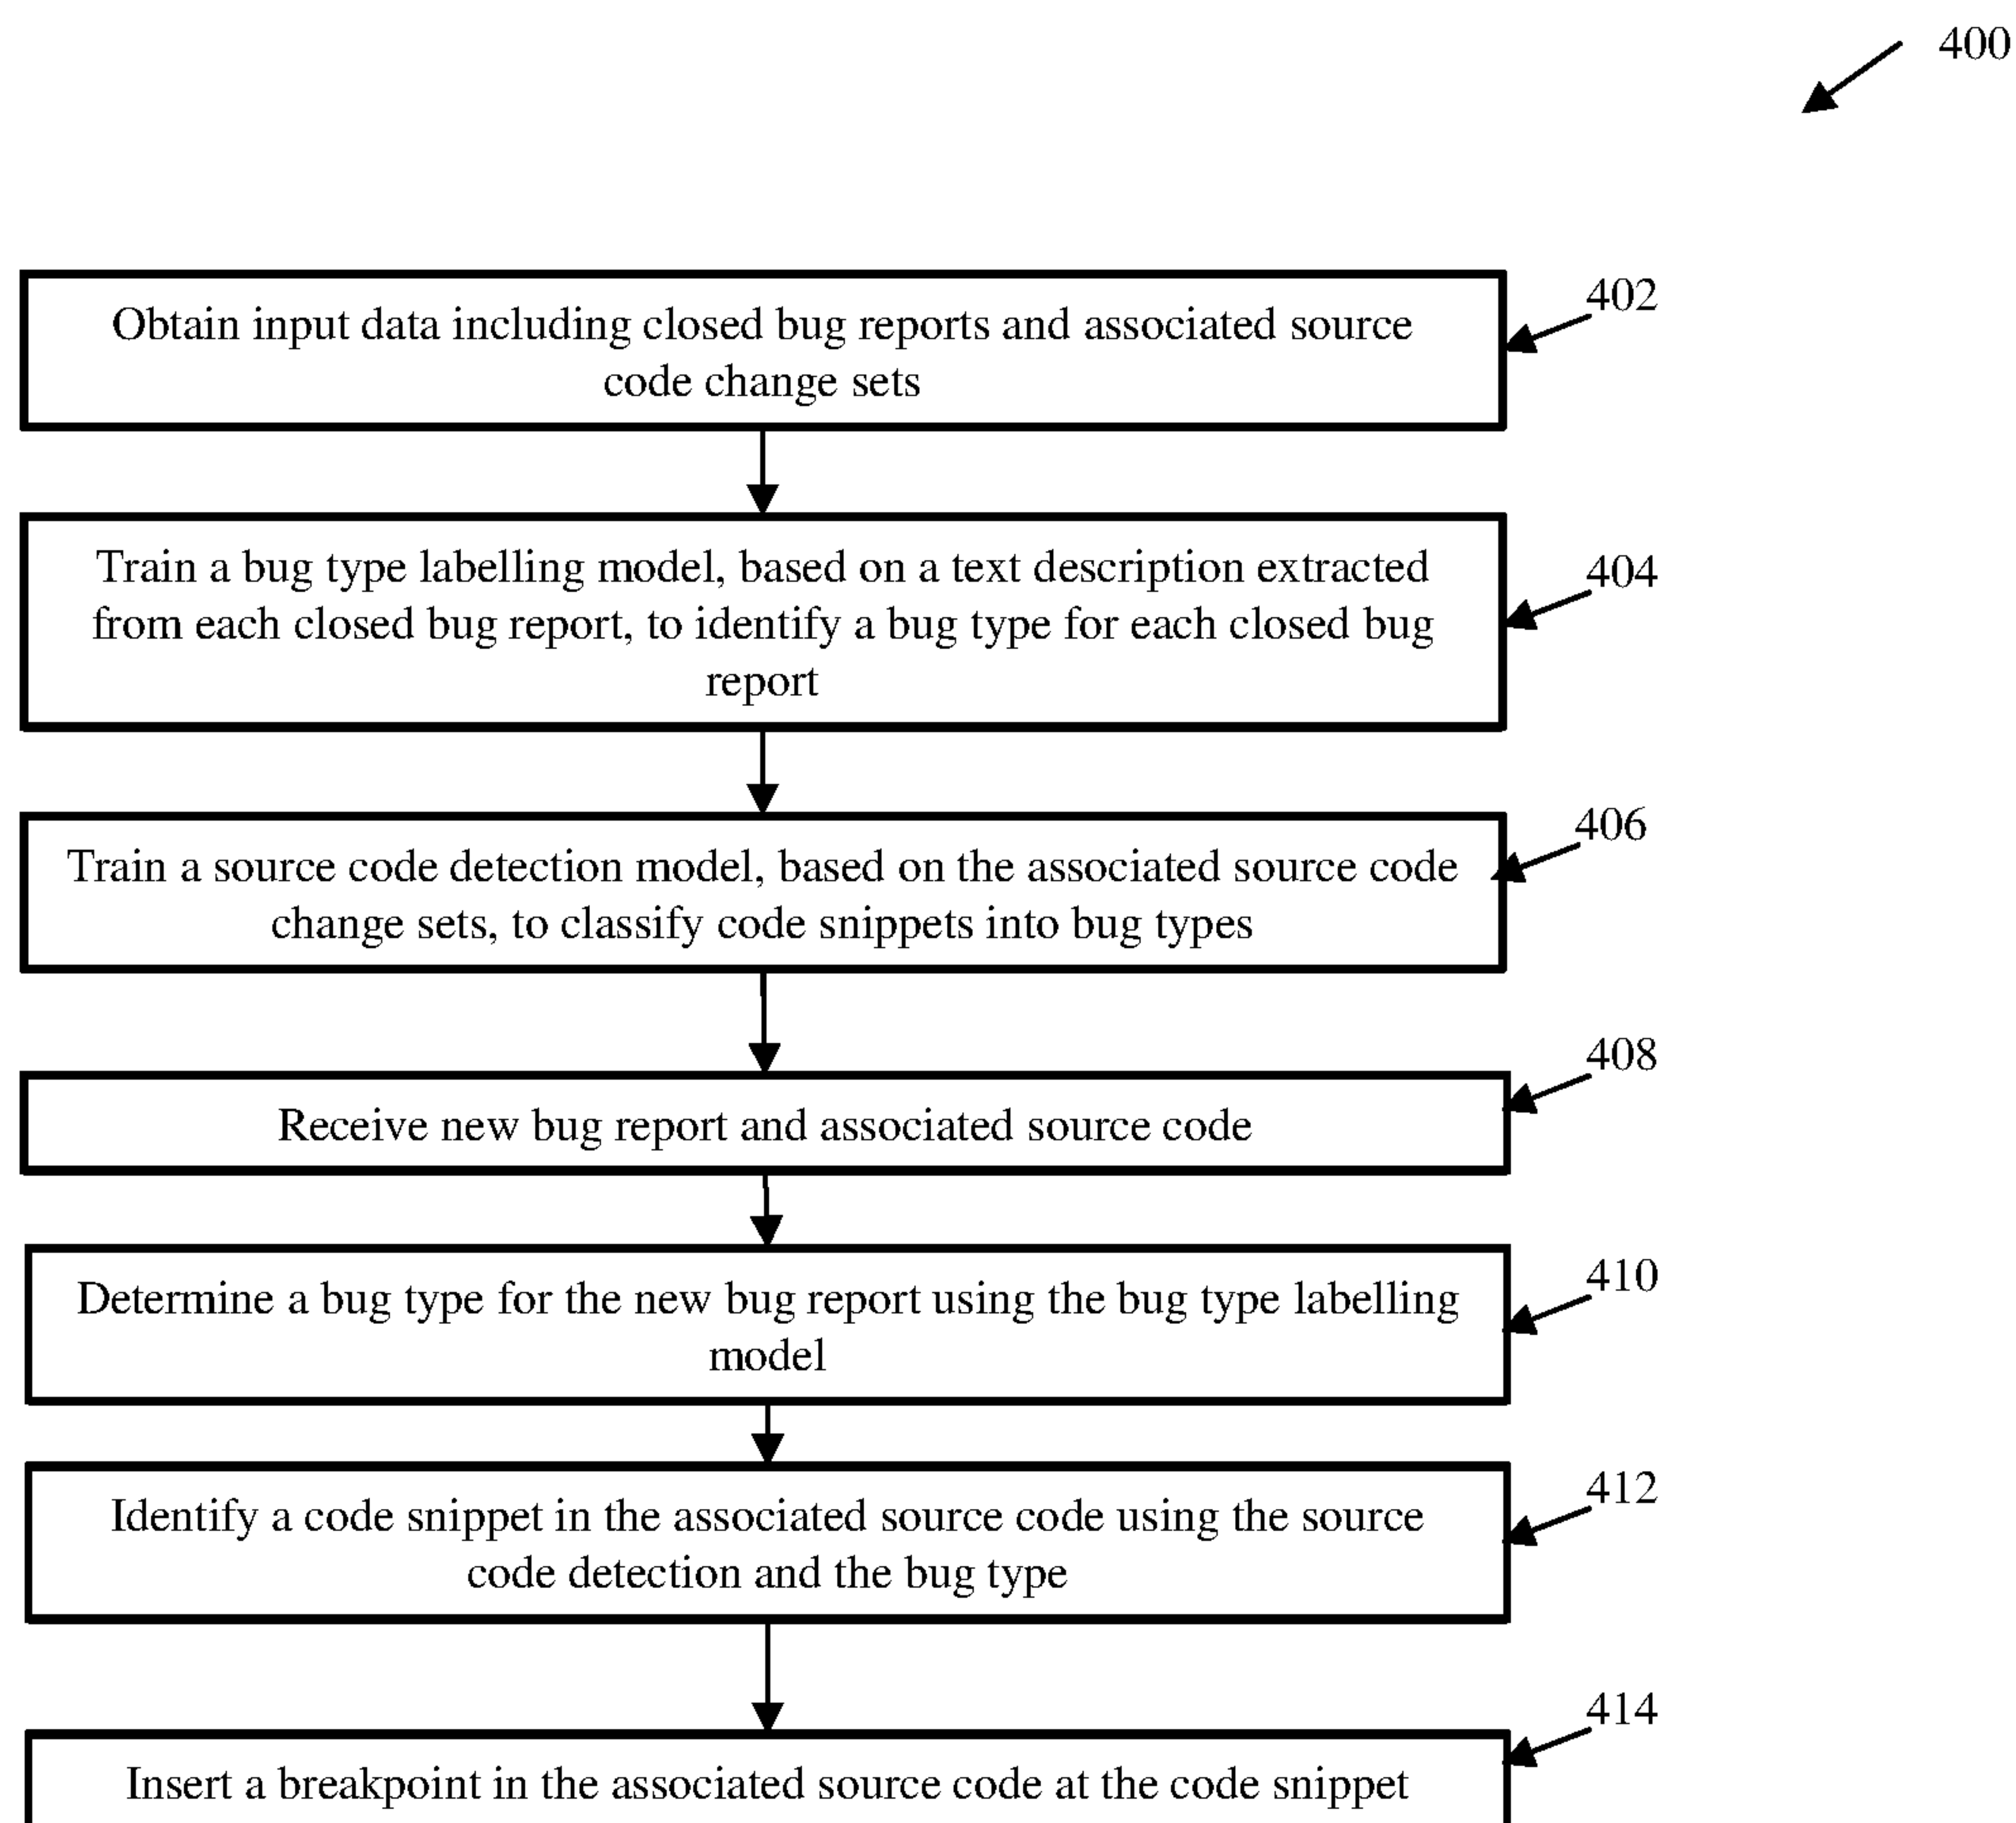 400
402
Obtain input data including closed bug reports and associated source
code change sets
404
Train a bug type labelling model, based on a text description extracted
from each closed bug report, to identify a bug type for each closed bug
report
406
Train a source code detection model, based on the associated source code
change sets, to classify code snippets into bug types
408
Receive new bug report and associated source code
410
Determine a bug type for the new bug report using the bug type labelling
model
412
Identify a code snippet in the associated source code using the source
code detection and the bug type
414
Insert a breakpoint in the associated source code at the code snippet